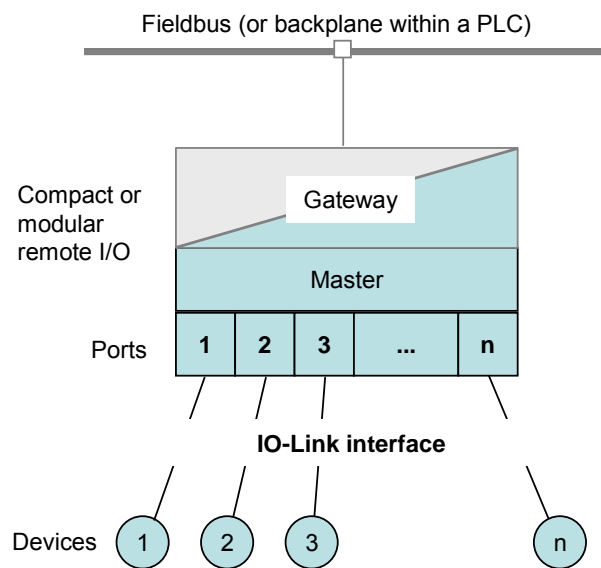 Fieldbus (or backplane within a PLC)
Compact or
modular
remote I/O
Gateway
Master
Ports
1 2 3 ... n
IO-Link interface
Devices
1 2 3 n